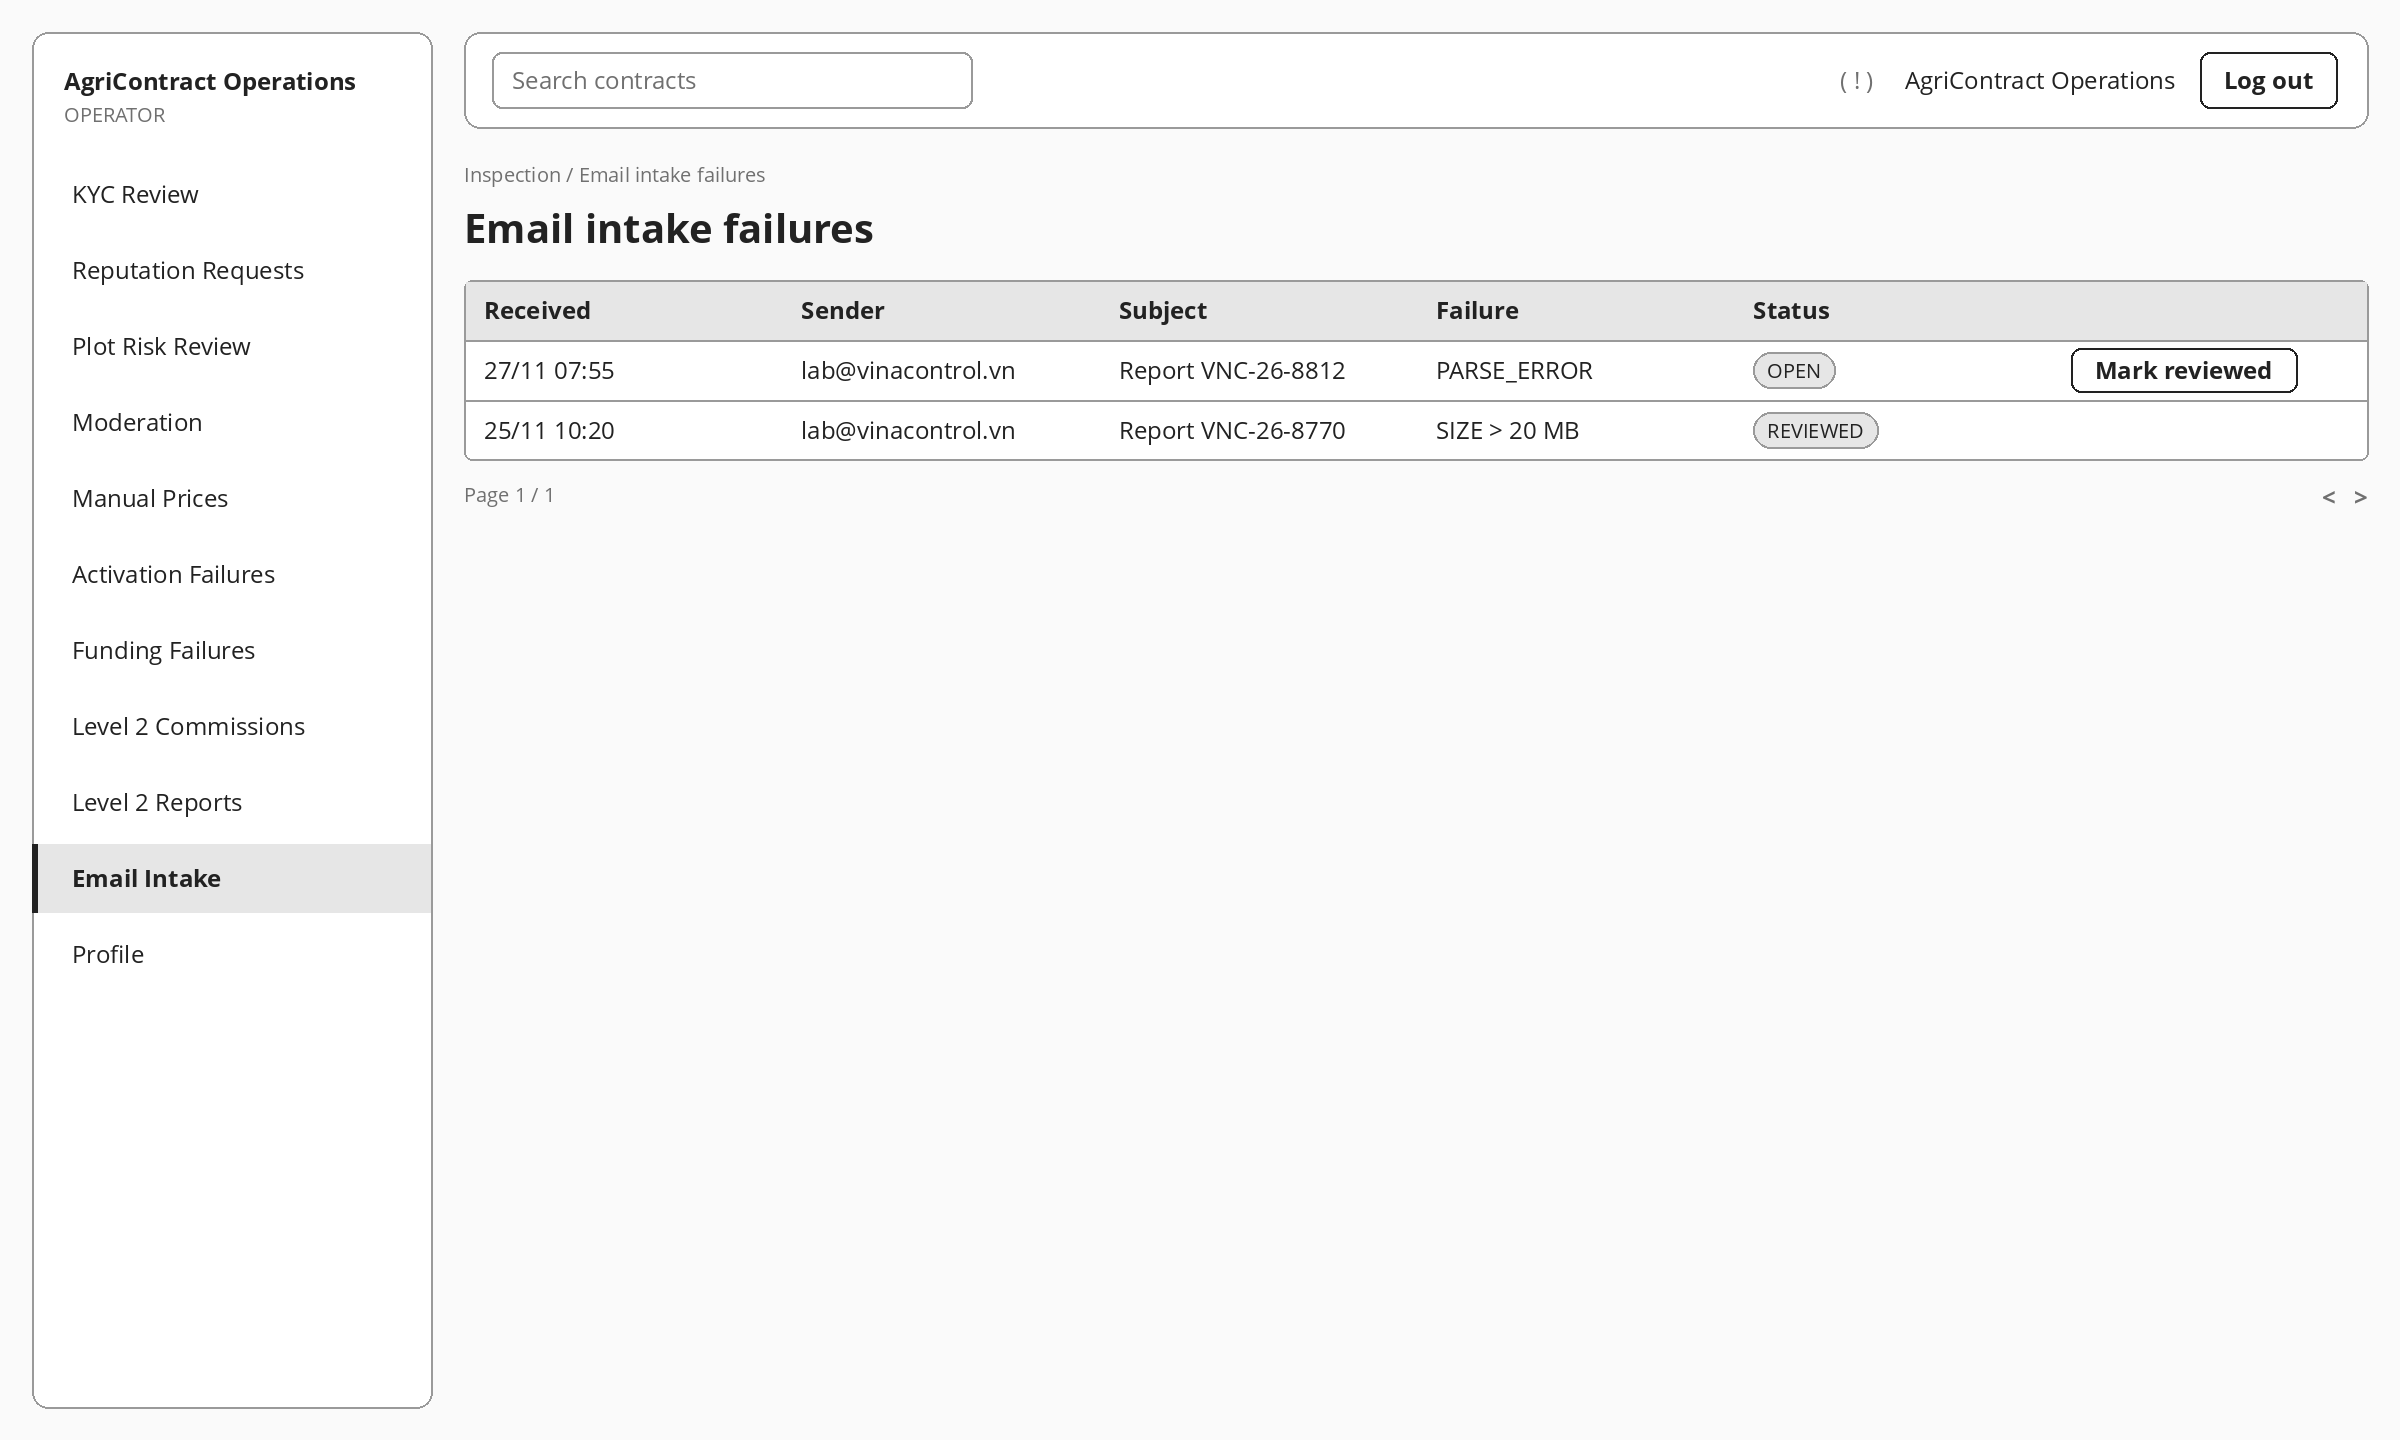 AgriContract Operations
OPERATOR
KYC Review
Reputation Requests
Plot Risk Review
Moderation
Manual Prices
Activation Failures
Funding Failures
Level 2 Commissions
Level 2 Reports
Email Intake
Profile
Search contracts
(!) AgriContract Operations Log out
Inspection / Email intake failures
Email intake failures
Received Sender Subject Failure Status
27/11 07:55 lab@vinacontrol.vn Report VNC-26-8812 PARSE_ERROR OPEN Mark reviewed
25/11 10:20 lab@vinacontrol.vn Report VNC-26-8770 SIZE > 20 MB REVIEWED
Page 1 / 1 < >